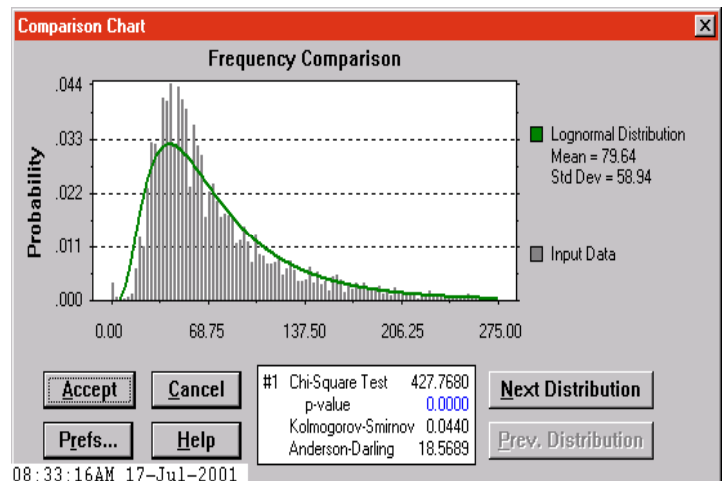 Comparison Chart
Frequency Comparison
.044
.033
.022
.011
.000
Probability
0.00 68.75 137.50 206.25 275.00
Lognormal Distribution
Mean = 79.64
Std Dev = 58.94
Input Data
Accept Cancel
Prefs... Help
#1 Chi-Square Test 427.7680
p-value 0.0000
Kolmogorov-Smirnov 0.0440
Anderson-Darling 18.5689
Next Distribution
Prev. Distribution
08:33:16AM 17-Jul-2001